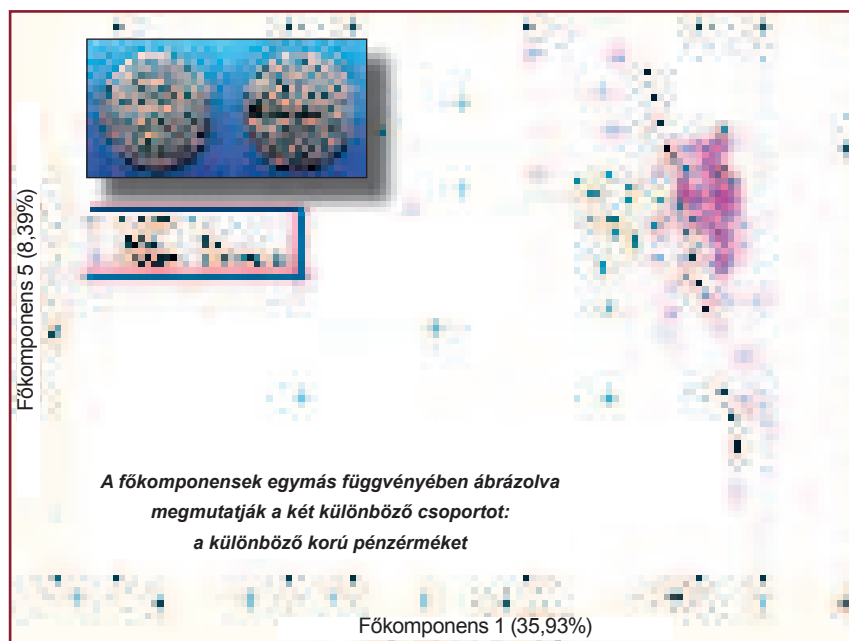 Főkomponens 5 (8,39%)
A főkomponensek egymás függvényében ábrázolva
megmutatják a két különböző csoportot:
a különböző korú pénzérméket
Főkomponens 1 (35,93%)